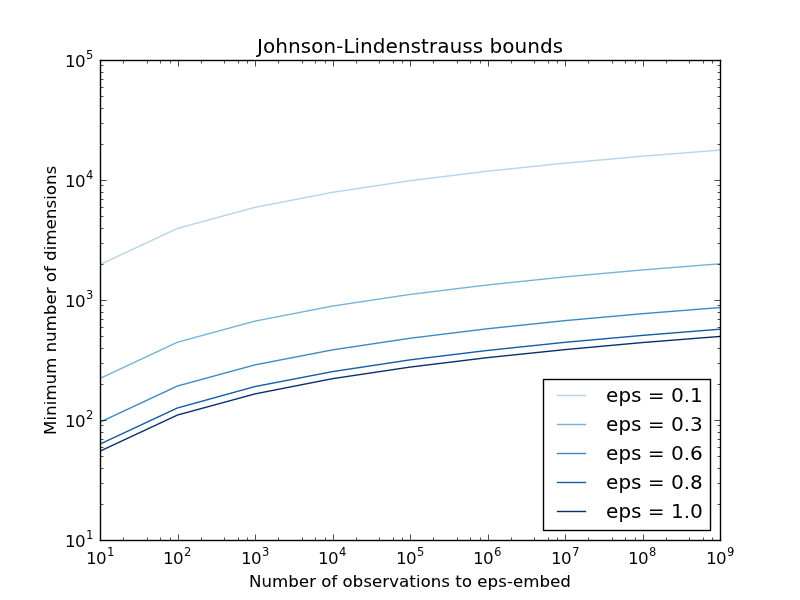 Johnson-Lindenstrauss bounds
10^5
10^4
10^3
10^2
10^1
Minimum number of dimensions
eps = 0.1
eps = 0.3
eps = 0.6
eps = 0.8
eps = 1.0
10^1 10^2 10^3 10^4 10^5 10^6 10^7 10^8 10^9
Number of observations to eps-embed